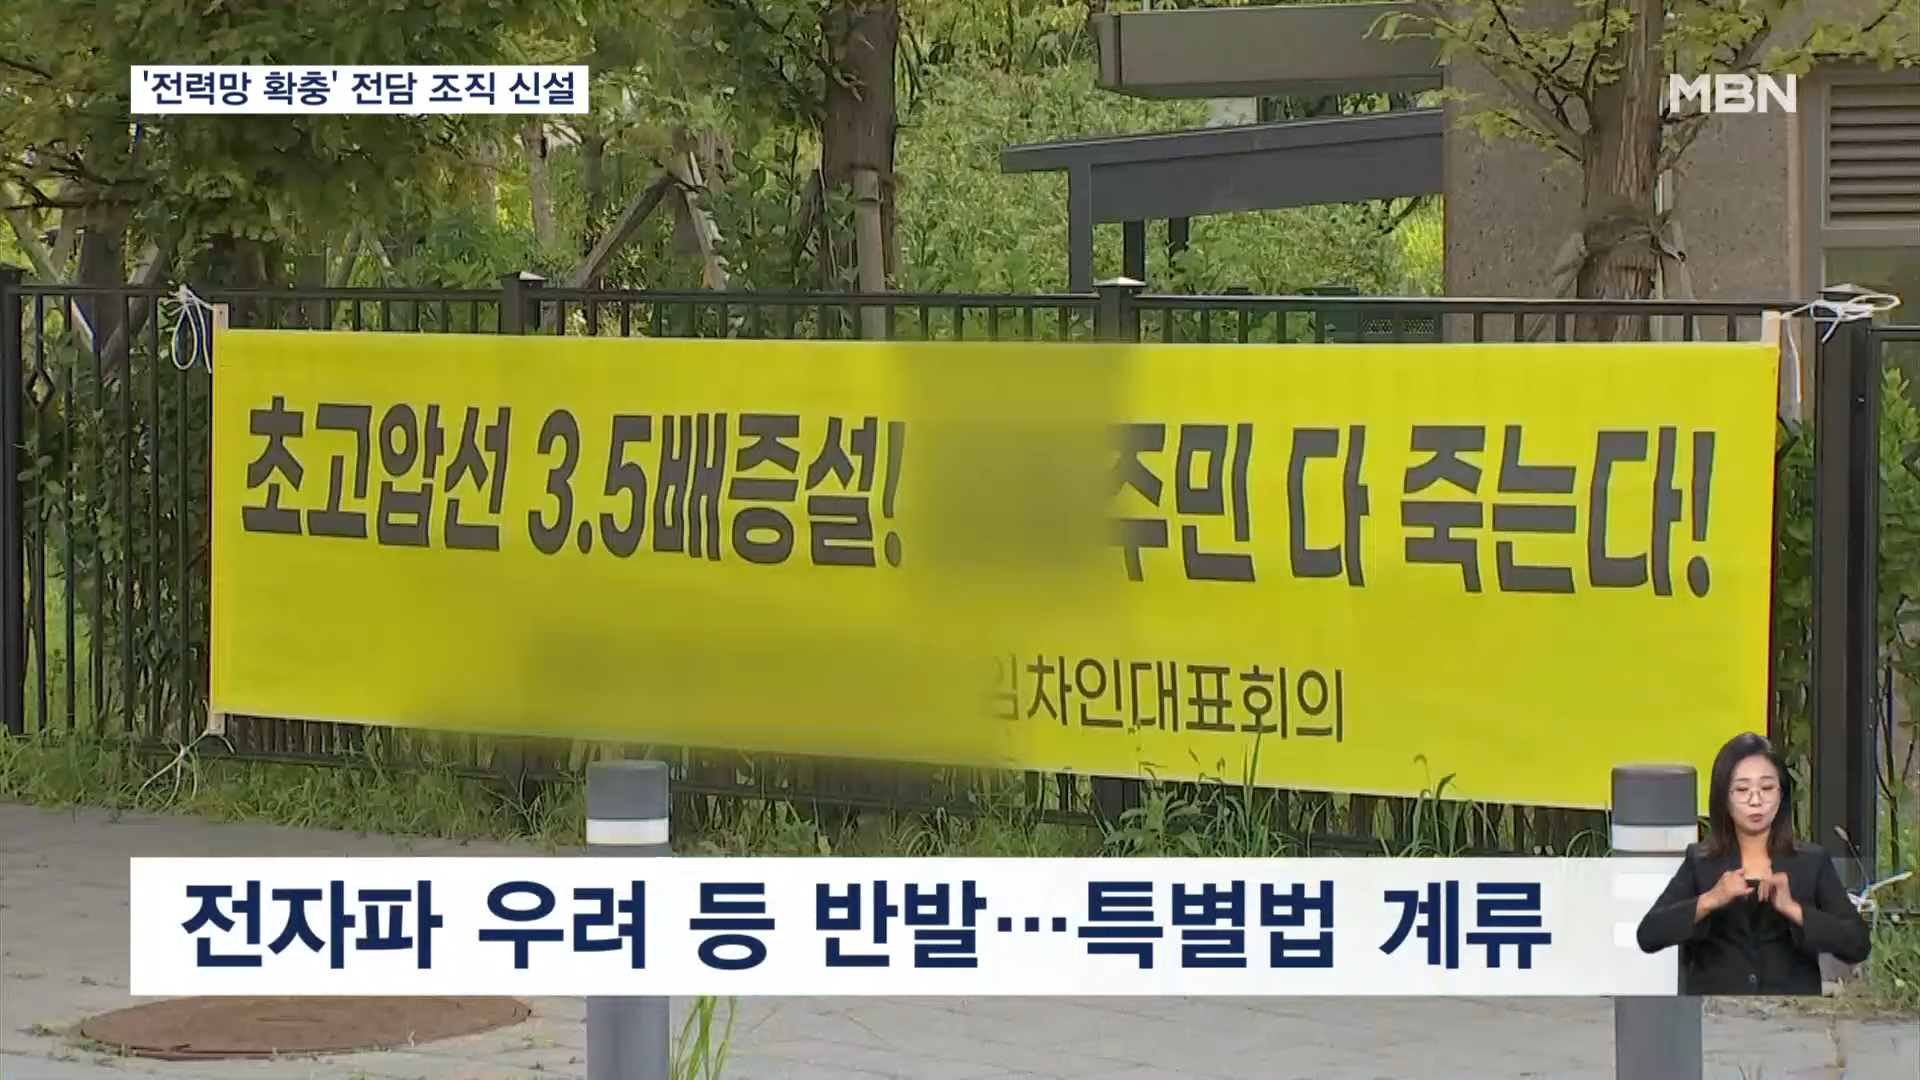 '전력망 확충' 전담 조직 신설
MBN
초고압선 3.5배증설! 주민 다 죽는다!
임차인대표회의
전자파 우려 등 반발…특별법 계류